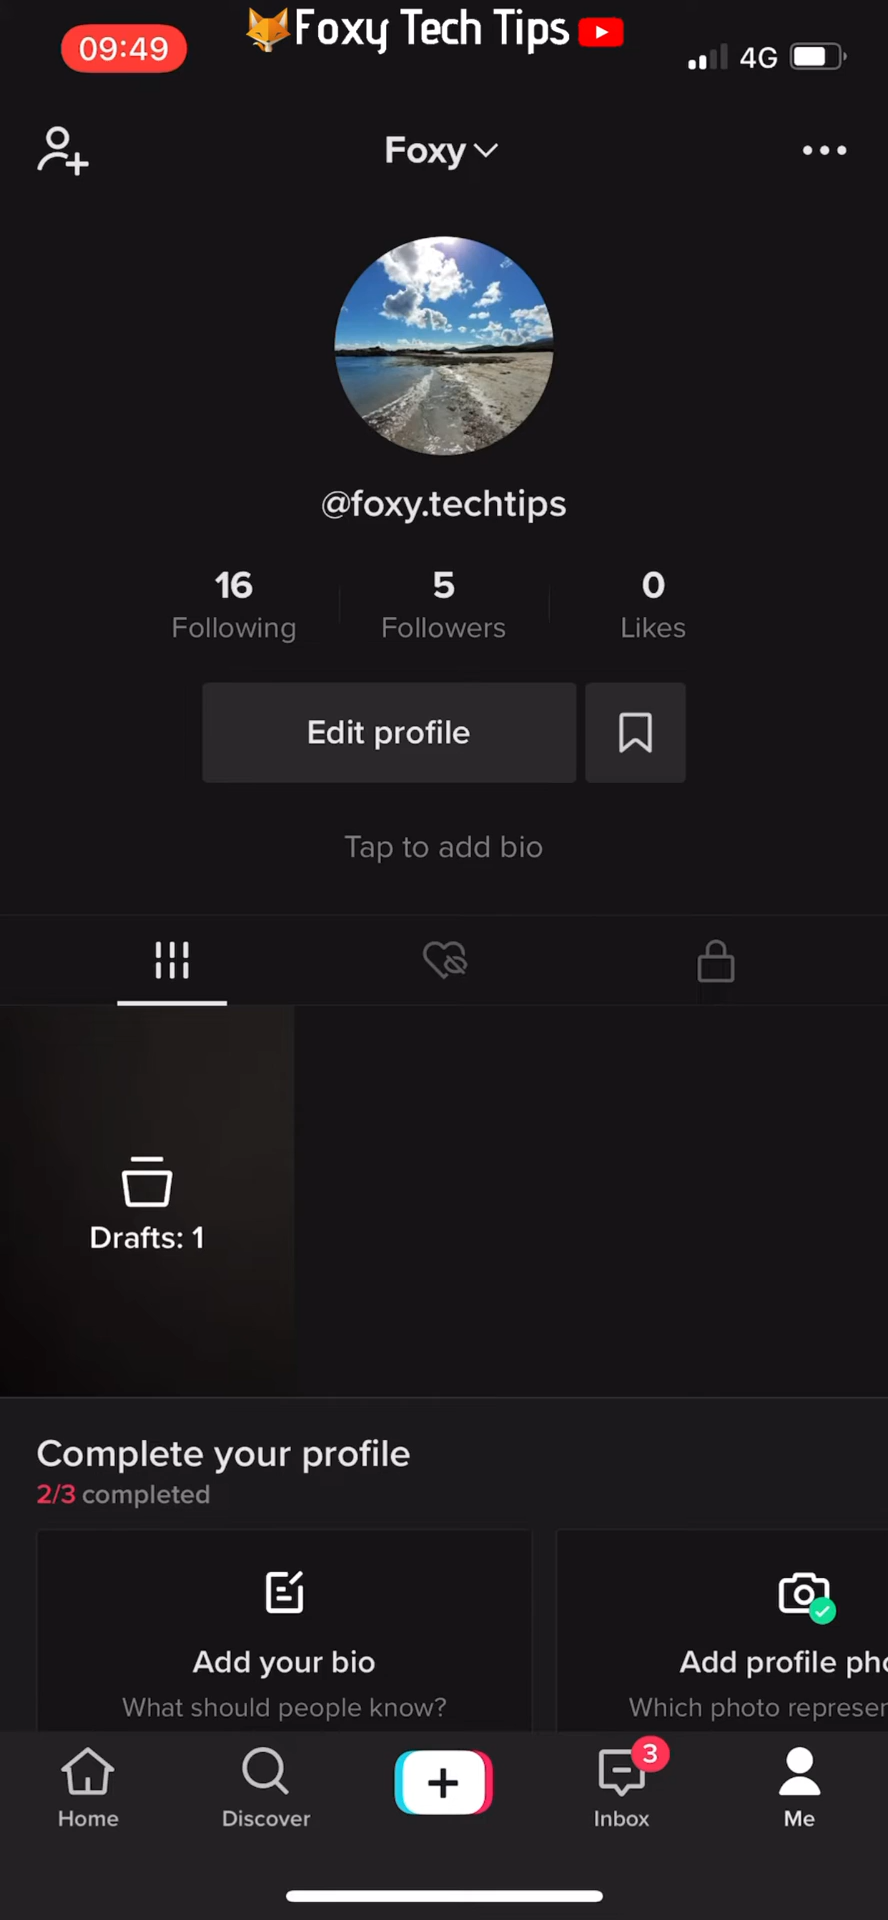 09:49
Foxy Tech Tips
4G
Foxy
@foxy.techtips
16 5 0
Following Followers Likes
Edit profile
Tap to add bio
Drafts: 1
Complete your profile
2/3 completed
Add your bio
Add profile pho
What should people know?
Which photo represen
3
Home Discover Inbox Me